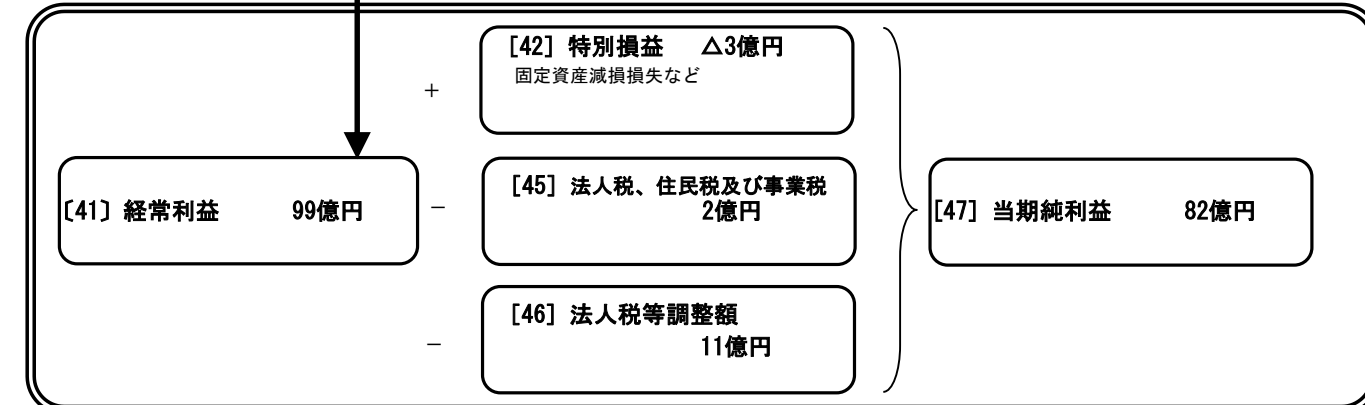 [42] 特別損益　△3億円
固定資産減損損失など
+
〔41〕経常利益　99億円
−
[45] 法人税、住民税及び事業税
2億円
[47] 当期純利益　82億円
[46] 法人税等調整額
11億円
−